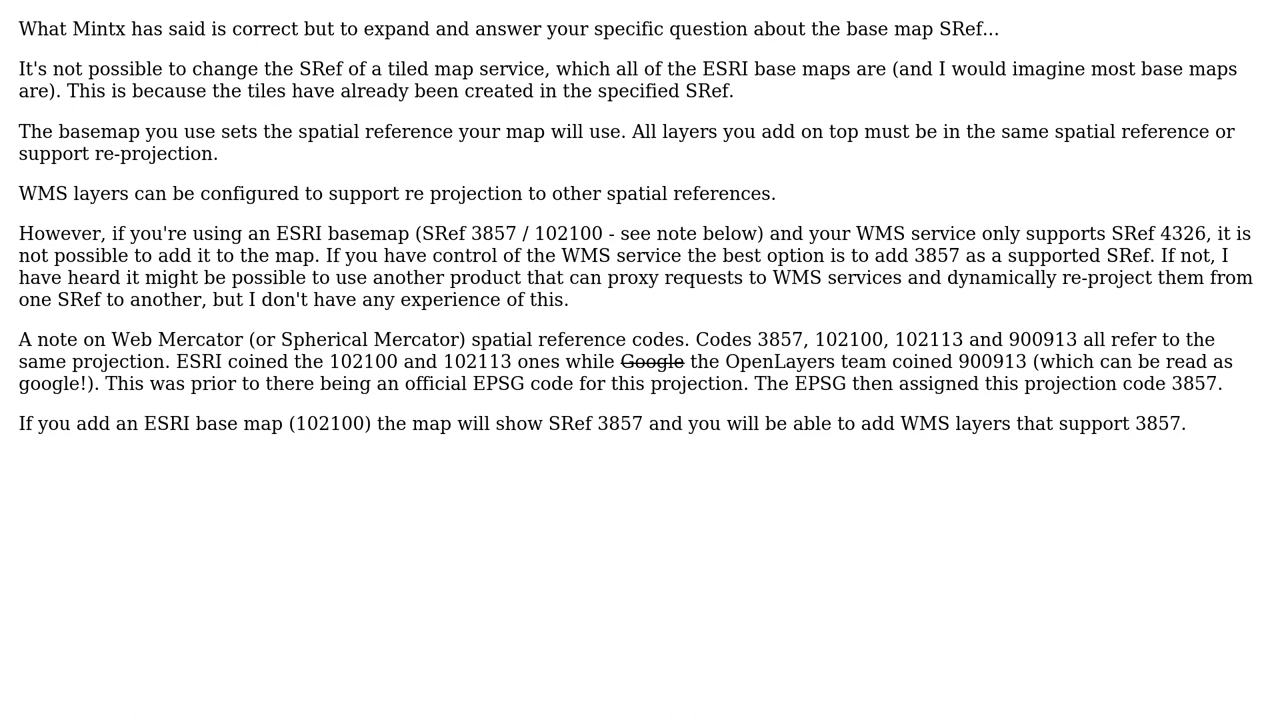 What Mintx has said is correct but to expand and answer your specific question about the base map SRef...
It's not possible to change the SRef of a tiled map service, which all of the ESRI base maps are (and I would imagine most base maps
are). This is because the tiles have already been created in the specified SRef.
The basemap you use sets the spatial reference your map will use. All layers you add on top must be in the same spatial reference or
support re-projection.
WMS layers can be configured to support re projection to other spatial references.
However, if you're using an ESRI basemap (SRef 3857 / 102100 - see note below) and your WMS service only supports SRef 4326, it is
not possible to add it to the map. If you have control of the WMS service the best option is to add 3857 as a supported SRef. If not, I
have heard it might be possible to use another product that can proxy requests to WMS services and dynamically re-project them from
one SRef to another, but I don't have any experience of this.
A note on Web Mercator (or Spherical Mercator) spatial reference codes. Codes 3857, 102100, 102113 and 900913 all refer to the
same projection. ESRI coined the 102100 and 102113 ones while Google the OpenLayers team coined 900913 (which can be read as
google!). This was prior to there being an official EPSG code for this projection. The EPSG then assigned this projection code 3857.
If you add an ESRI base map (102100) the map will show SRef 3857 and you will be able to add WMS layers that support 3857.